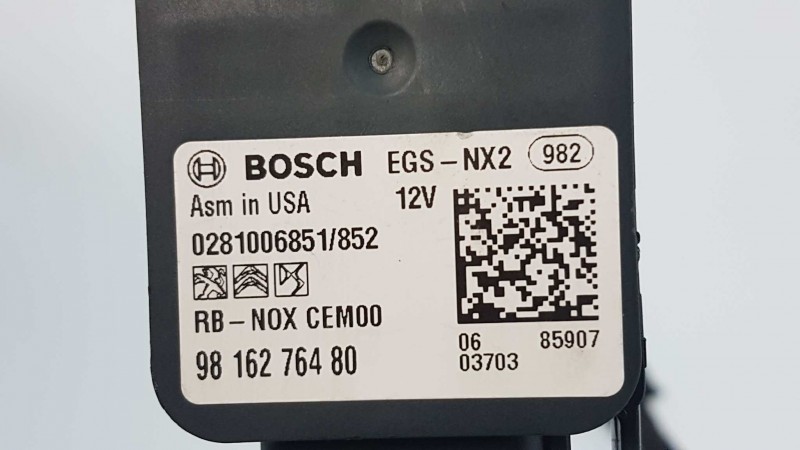 BOSCH EGS-NX2 982
Asm in USA 12V
0281006851/852
RB-NOX CEM00
98 162 764 80
06 85907
03703